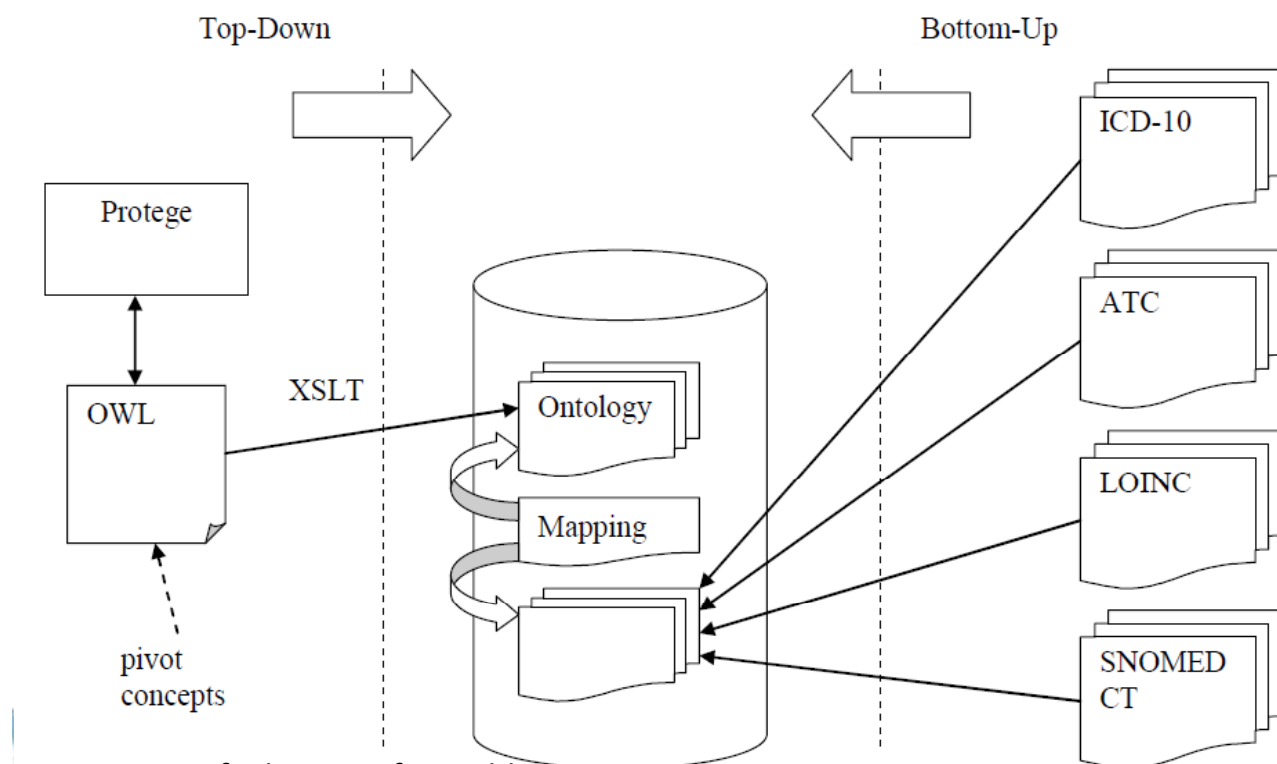 Top-Down
Bottom-Up
ICD-10
Protege
ATC
XSLT
OWL
Ontology
LOINC
Mapping
pivot
concepts
SNOMED
CT